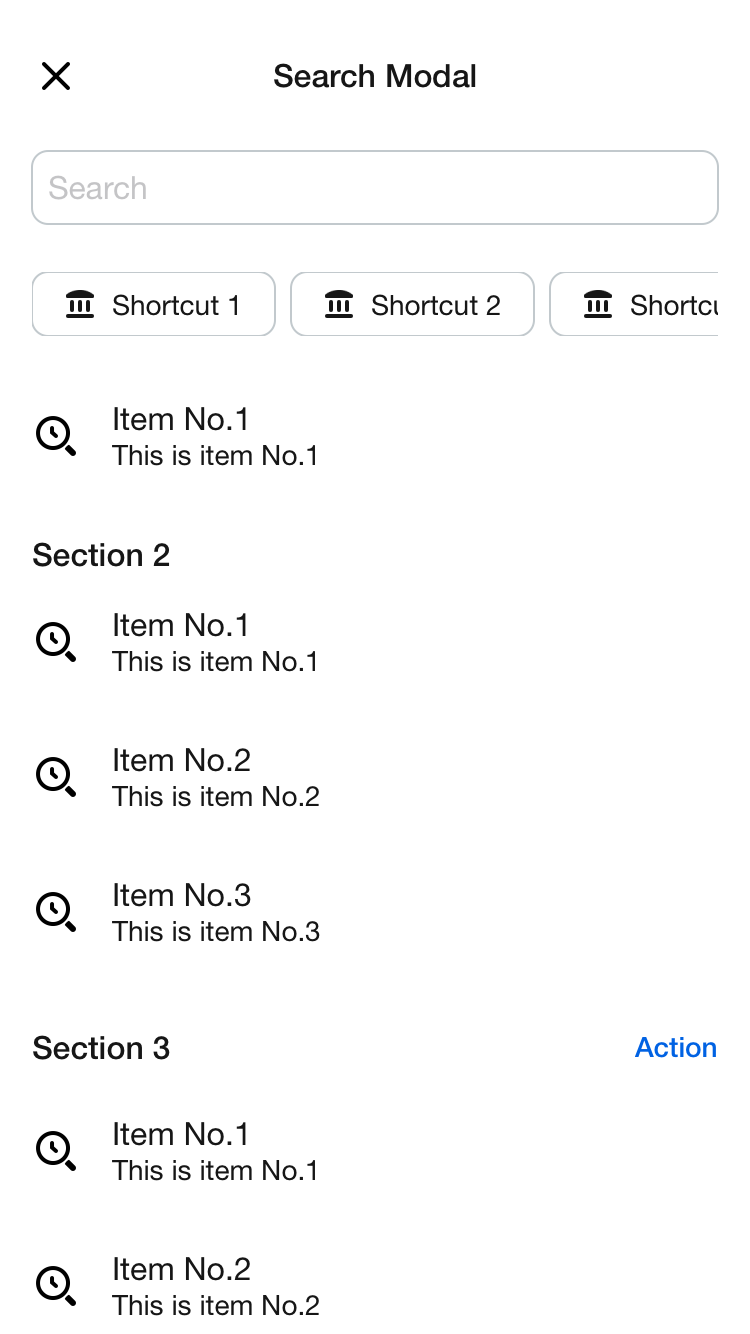 Search Modal
Search
Shortcut 1
Shortcut 2
Shortcu
Item No.1
This is item No.1
Section 2
Item No.1
This is item No.1
Item No.2
This is item No.2
Item No.3
This is item No.3
Section 3
Action
Item No.1
This is item No.1
Item No.2
This is item No.2